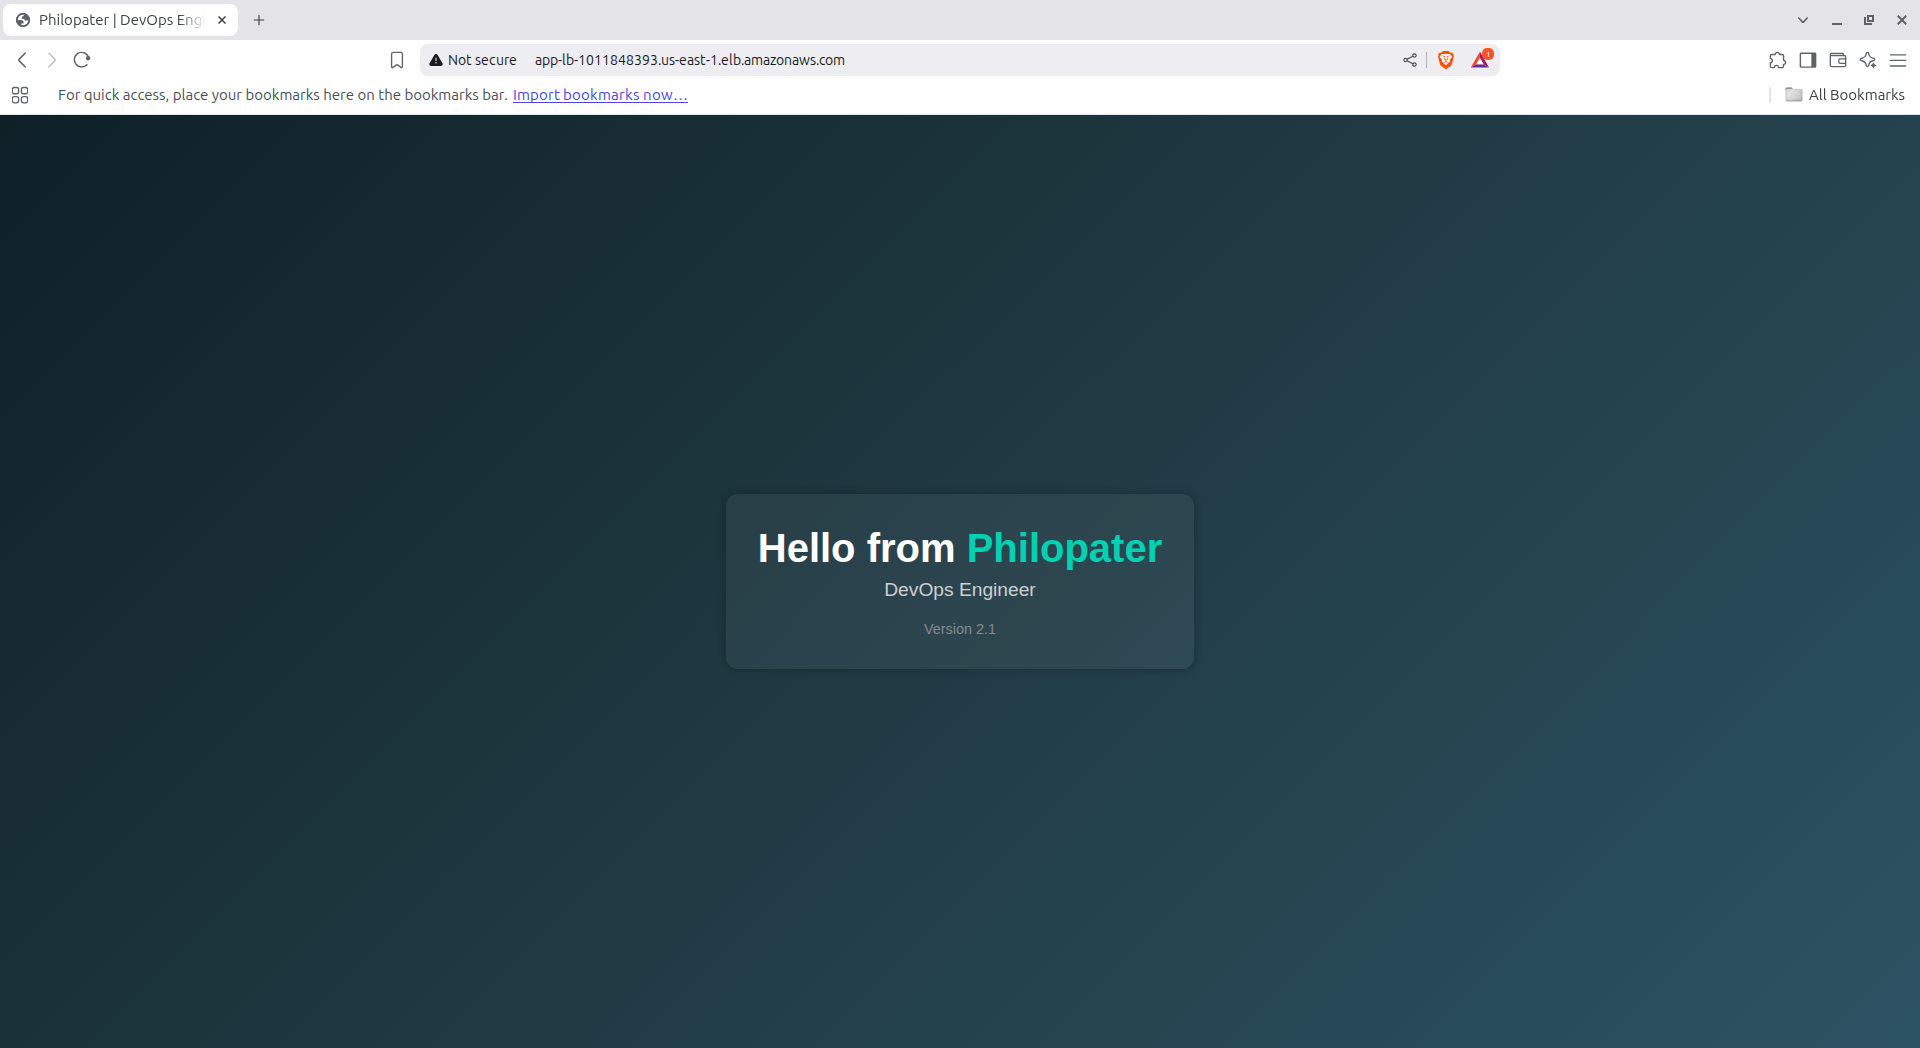 Philopater | DevOps Eng
Not secure app-lb-1011848393.us-east-1.elb.amazonaws.com
1
For quick access, place your bookmarks here on the bookmarks bar. Import bookmarks now…
All Bookmarks
Hello from Philopater
DevOps Engineer
Version 2.1